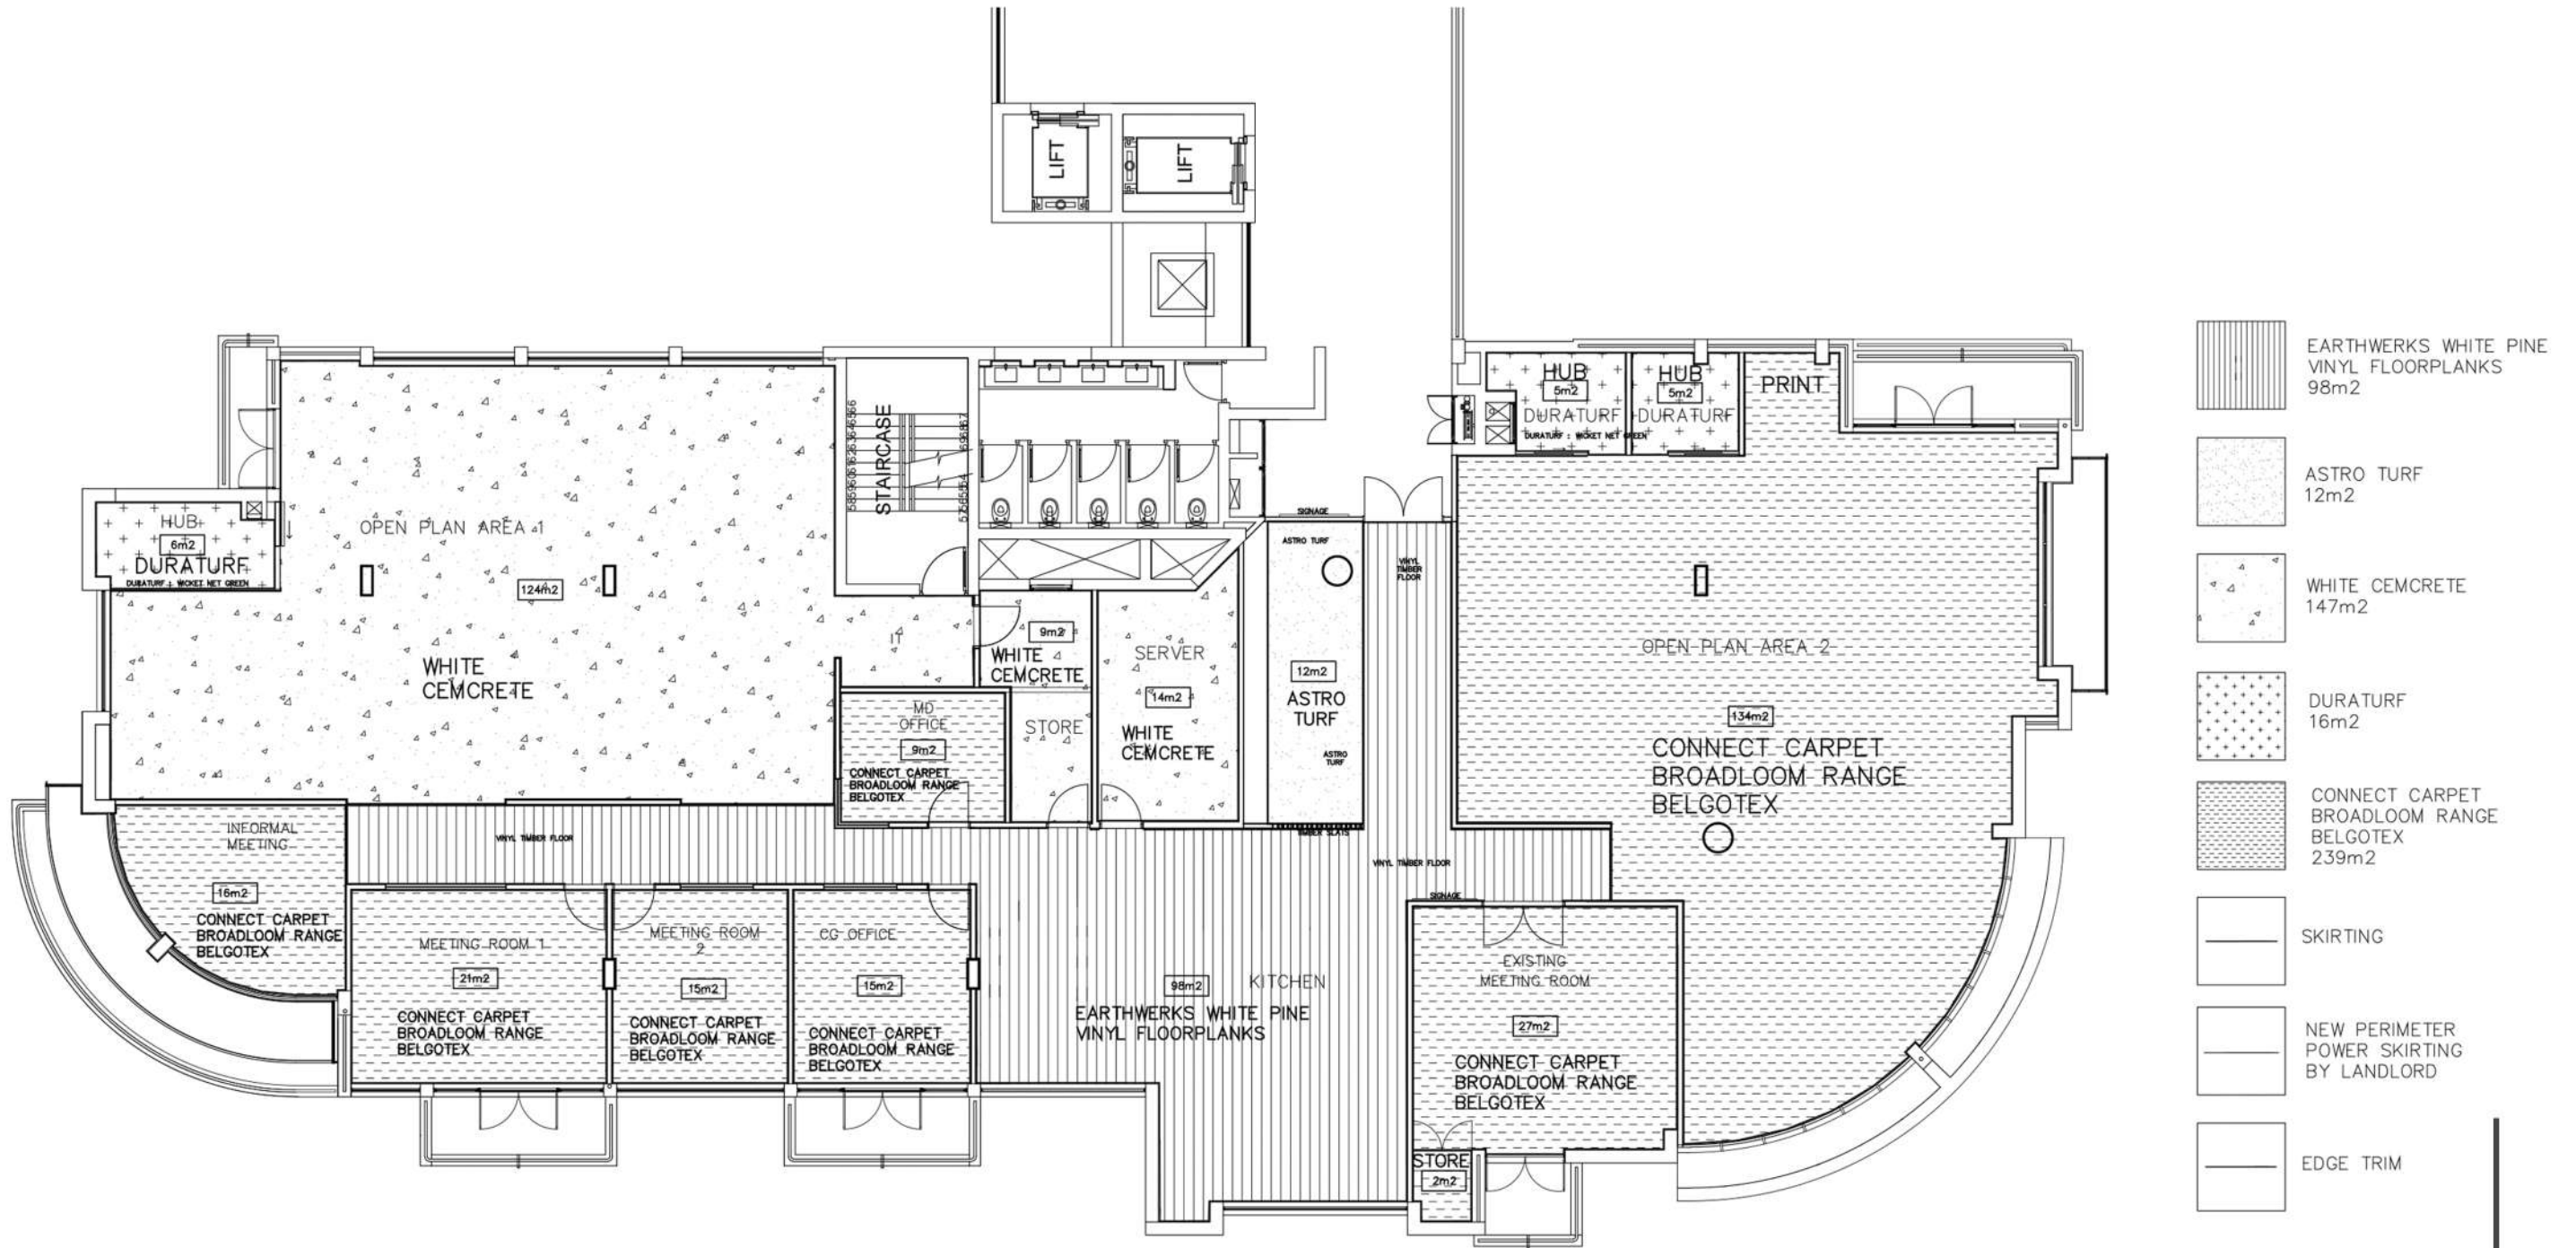 LIFT
LIFT
EARTHWERKS WHITE PINE
VINYL FLOORPLANKS
98m2
ASTRO TURF
12m2
WHITE CEMCRETE
147m2
DURATURF
16m2
CONNECT CARPET
BROADLOOM RANGE
BELGOTEX
239m2
SKIRTING
NEW PERIMETER
POWER SKIRTING
BY LANDLORD
EDGE TRIM
HUB
6m2
DURATURF
DURATURF : WICKET NET GREEN
OPEN PLAN AREA 1
124m2
WHITE
CEMCRETE
STAIRCASE
IT
9m2
WHITE
CEMCRETE
STORE
SERVER
14m2
WHITE
CEMCRETE
MD
OFFICE
9m2
CONNECT CARPET
BROADLOOM RANGE
BELGOTEX
SIGNAGE
ASTRO TURF
12m2
ASTRO
TURF
ASTRO
TURF
TIMBER SLATS
VINYL
TIMBER
FLOOR
HUB
5m2
DURATURF
DURATURF : WICKET NET GREEN
HUB
5m2
DURATURF
PRINT
OPEN PLAN AREA 2
134m2
CONNECT CARPET
BROADLOOM RANGE
BELGOTEX
INFORMAL
MEETING
16m2
CONNECT CARPET
BROADLOOM RANGE
BELGOTEX
VINYL TIMBER FLOOR
MEETING ROOM 1
21m2
CONNECT CARPET
BROADLOOM RANGE
BELGOTEX
MEETING ROOM
2
15m2
CONNECT CARPET
BROADLOOM RANGE
BELGOTEX
CG OFFICE
15m2
CONNECT CARPET
BROADLOOM RANGE
BELGOTEX
KITCHEN
98m2
EARTHWERKS WHITE PINE
VINYL FLOORPLANKS
VINYL TIMBER FLOOR
SIGNAGE
EXISTING
MEETING ROOM
27m2
CONNECT CARPET
BROADLOOM RANGE
BELGOTEX
STORE
2m2